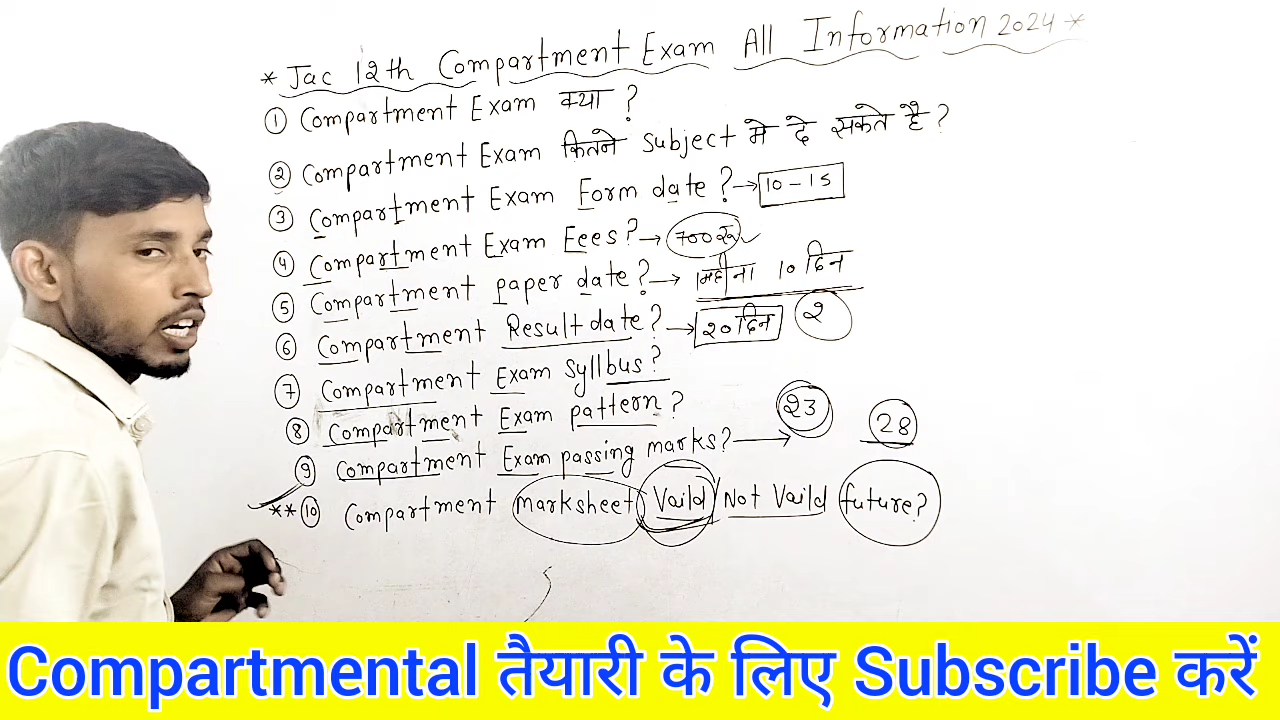 * Jac 12th Compartment Exam All Information 2024 *
① Compartment Exam क्या ?
② Compartment Exam कितने subject मे दे सकते है ?
③ Compartment Exam Form date ? → 10 - 15
④ Compartment Exam Fees ? → 700 रु
⑤ Compartment paper date ? → 1 महीना 10 दिन
⑥ Compartment Result date ? → 20 दिन 2
⑦ Compartment Exam syllbus ?
⑧ Compartment Exam pattern ?
⑨ Compartment Exam passing marks ? → 23 28
** ⑩ Compartment marksheet Vaild / Not Vaild future ?
Compartmental तैयारी के लिए Subscribe करें